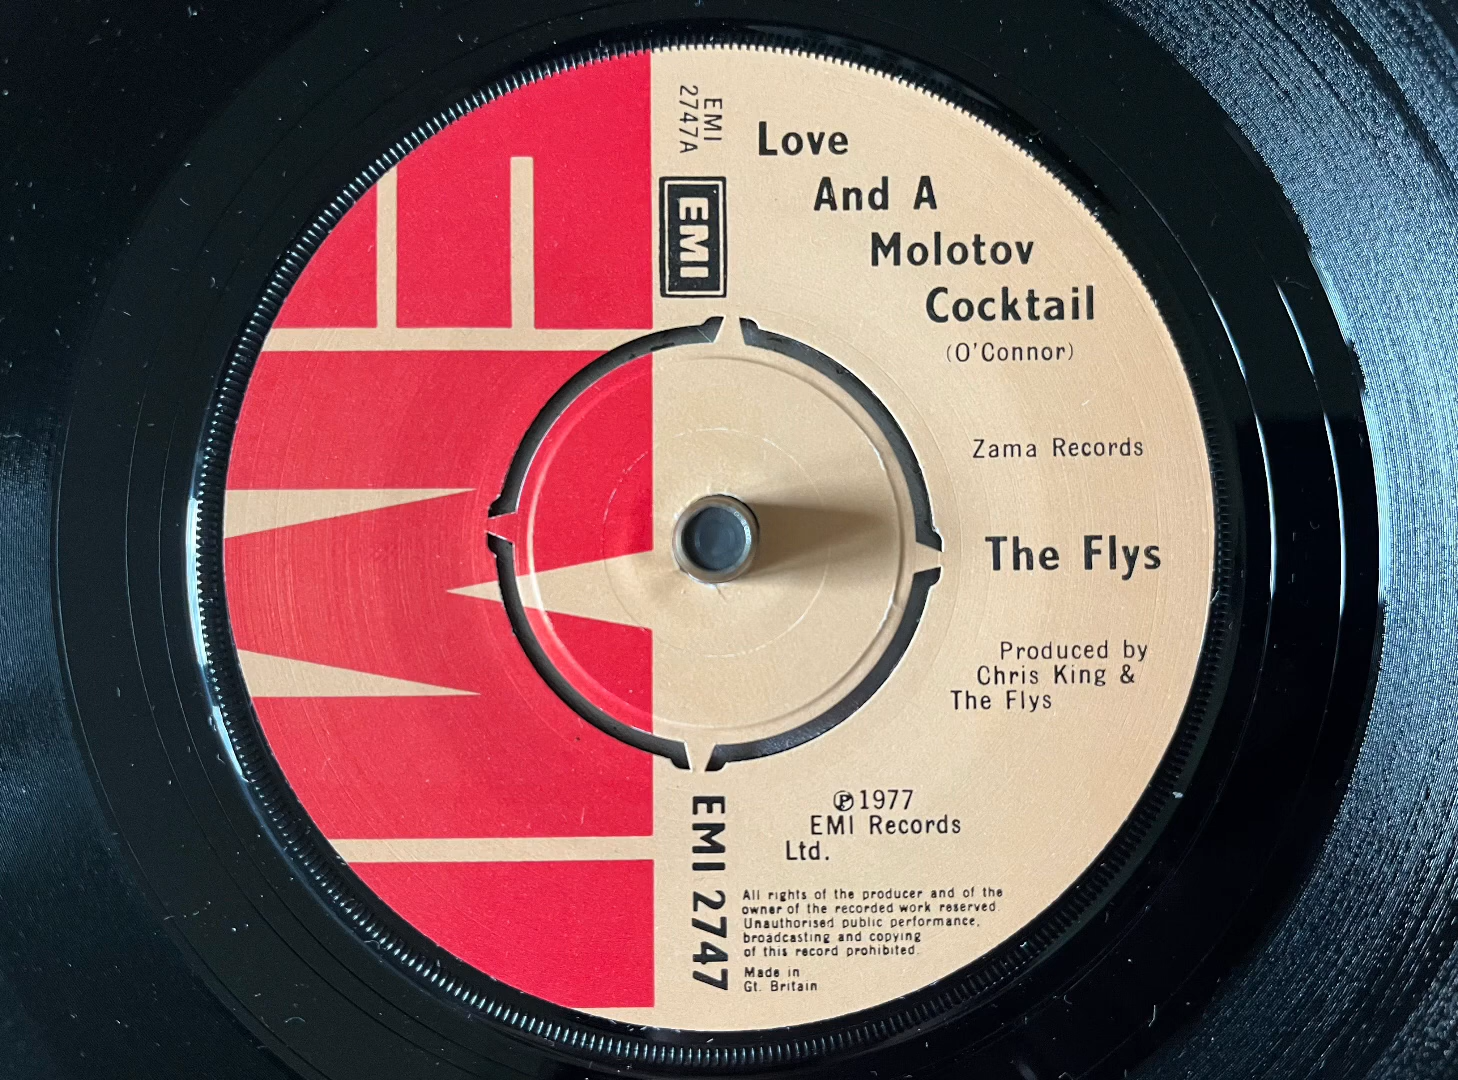 EMI
2747A
EMI
Love
And A
Molotov
Cocktail
(O'Connor)
Zama Records
The Flys
Produced by
Chris King &
The Flys
℗1977
EMI Records
Ltd.
EMI 2747
All rights of the producer and of the
owner of the recorded work reserved.
Unauthorised public performance,
broadcasting and copying
of this record prohibited.
Made in
Gt. Britain